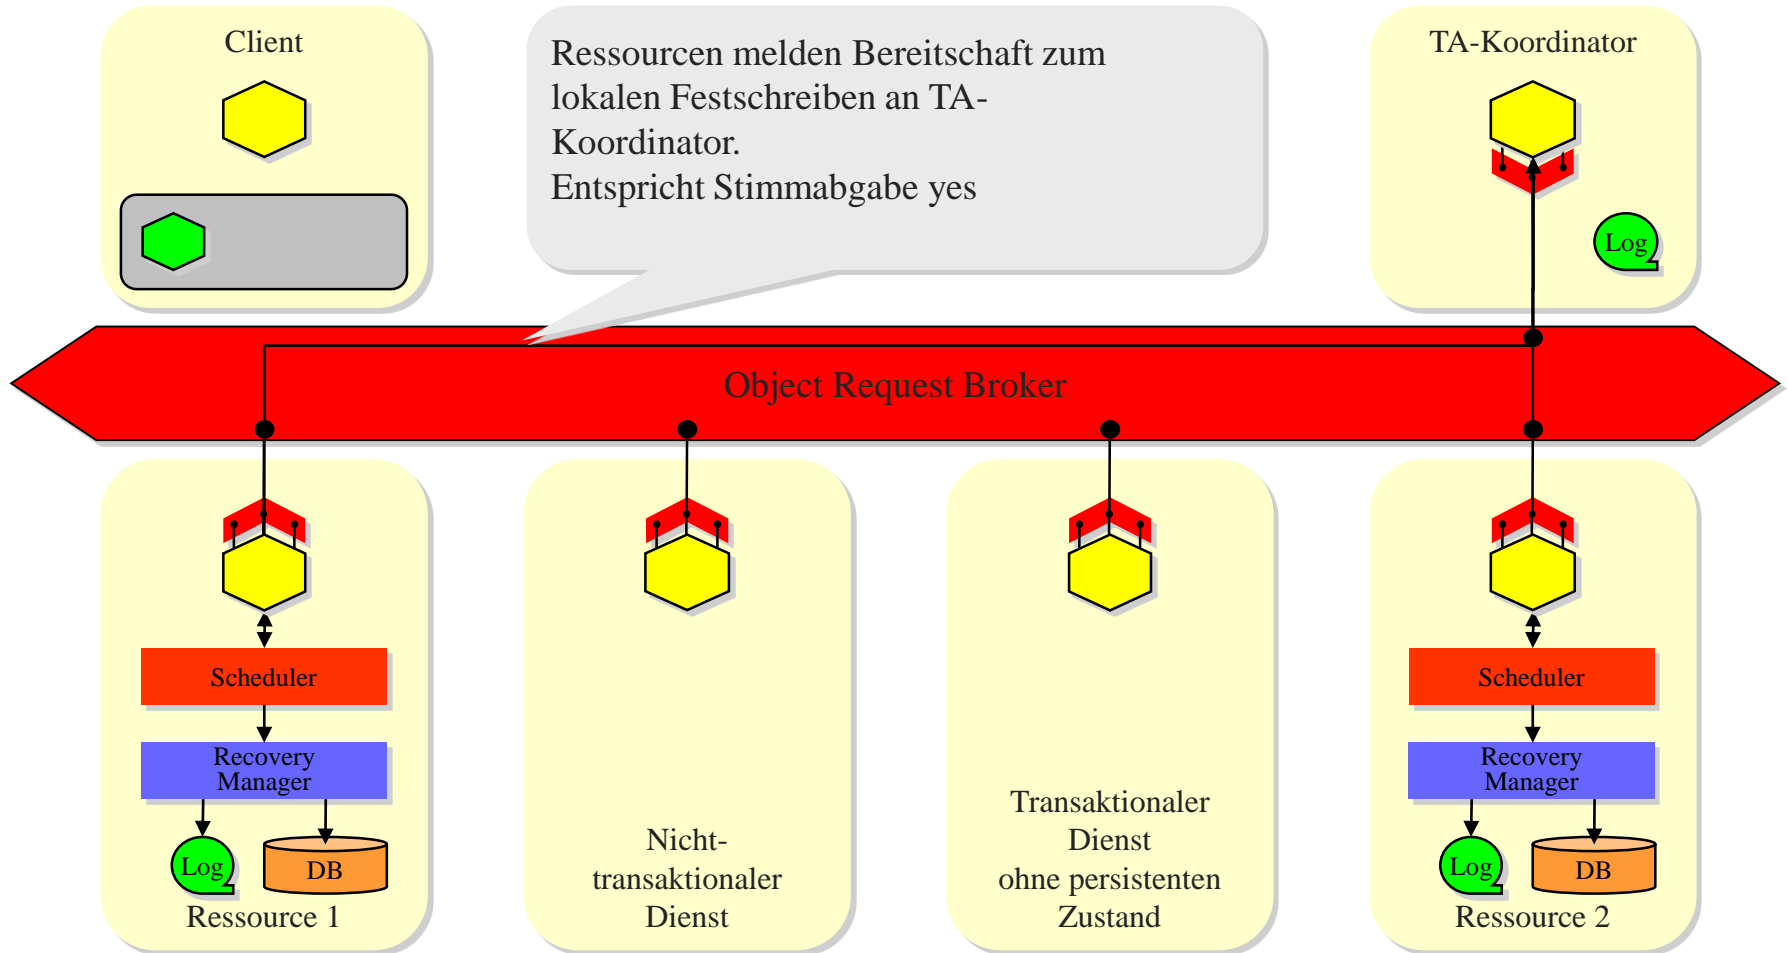 Client
Ressourcen melden Bereitschaft zum
lokalen Festschreiben an TA-
Koordinator.
Entspricht Stimmabgabe yes
TA-Koordinator
Log
Object Request Broker
Scheduler
Recovery
Manager
Log
DB
Ressource 1
Nicht-
transaktionaler
Dienst
Transaktionaler
Dienst
ohne persistenten
Zustand
Scheduler
Recovery
Manager
Log
DB
Ressource 2